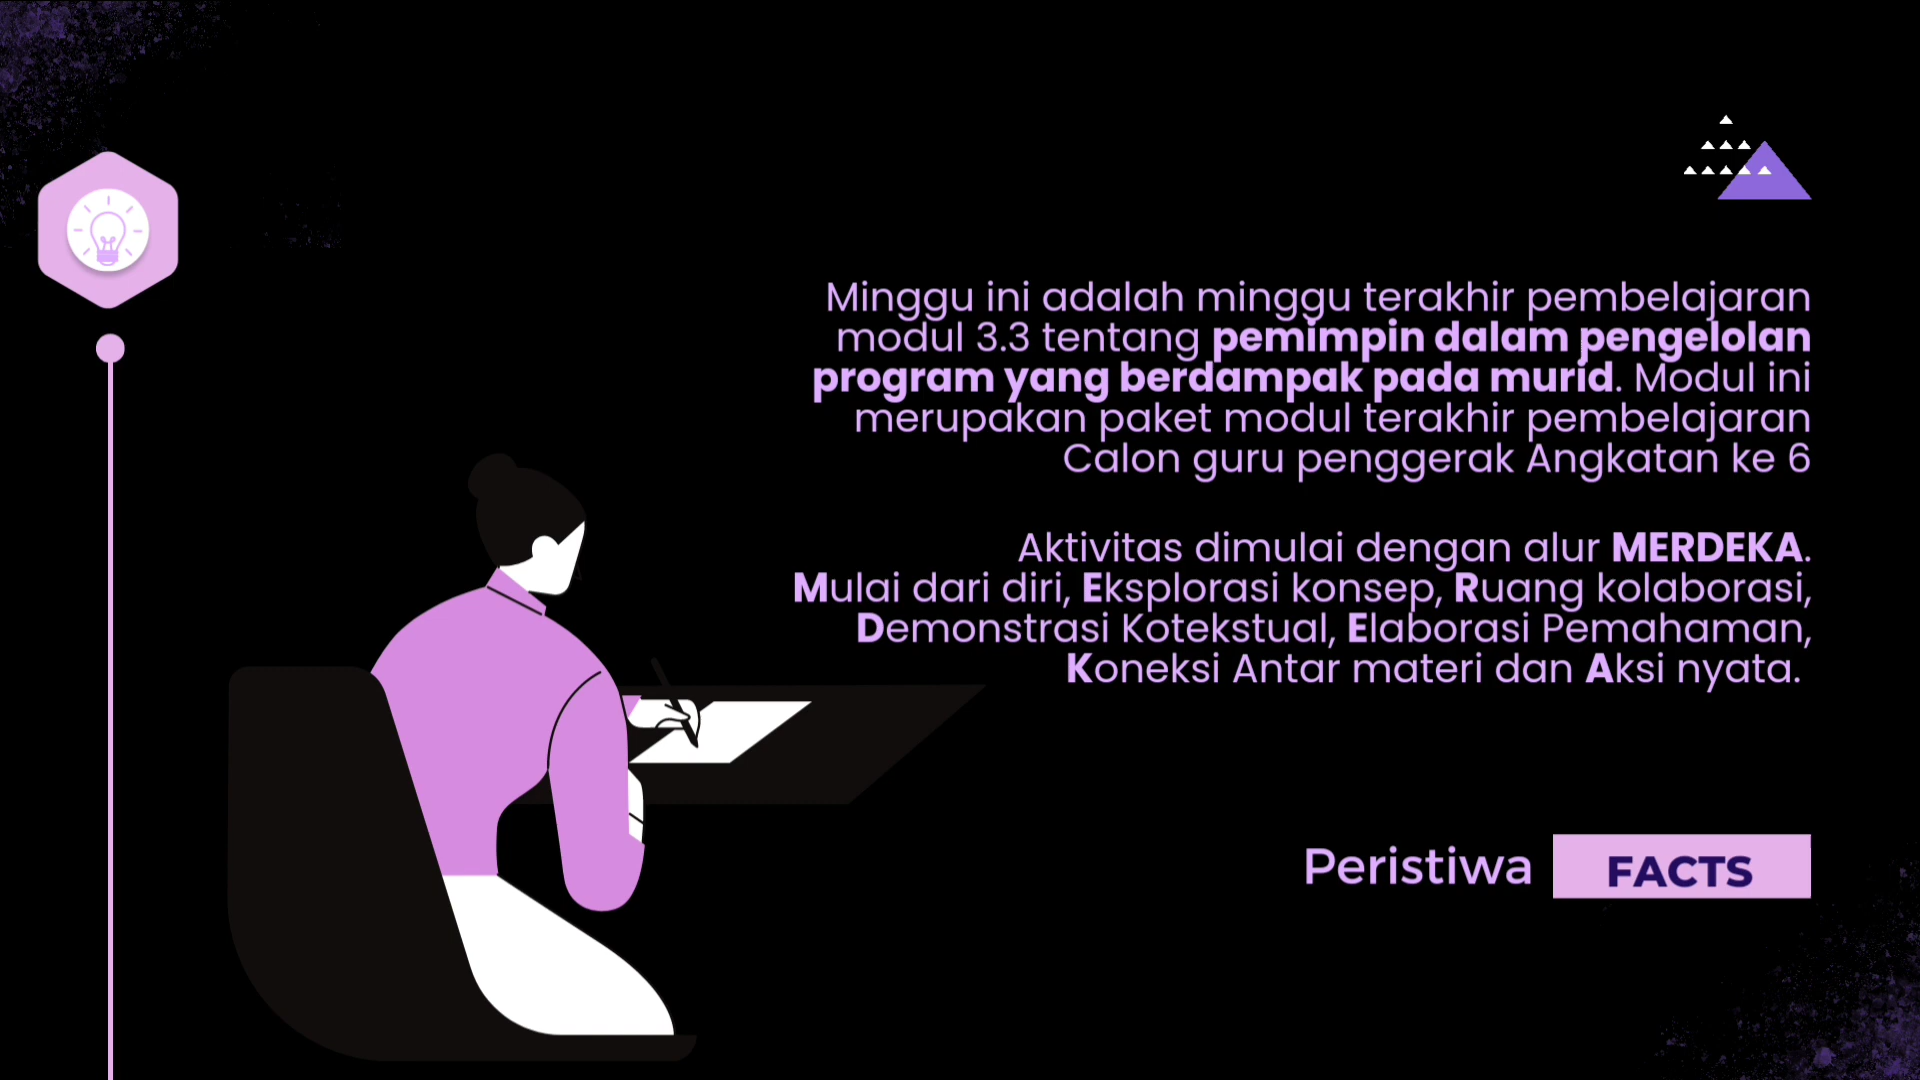 Minggu ini adalah minggu terakhir pembelajaran
modul 3.3 tentang pemimpin dalam pengelolan
program yang berdampak pada murid. Modul ini
merupakan paket modul terakhir pembelajaran
Calon guru penggerak Angkatan ke 6
Aktivitas dimulai dengan alur MERDEKA.
Mulai dari diri, Eksplorasi konsep, Ruang kolaborasi,
Demonstrasi Kotekstual, Elaborasi Pemahaman,
Koneksi Antar materi dan Aksi nyata.
Peristiwa FACTS